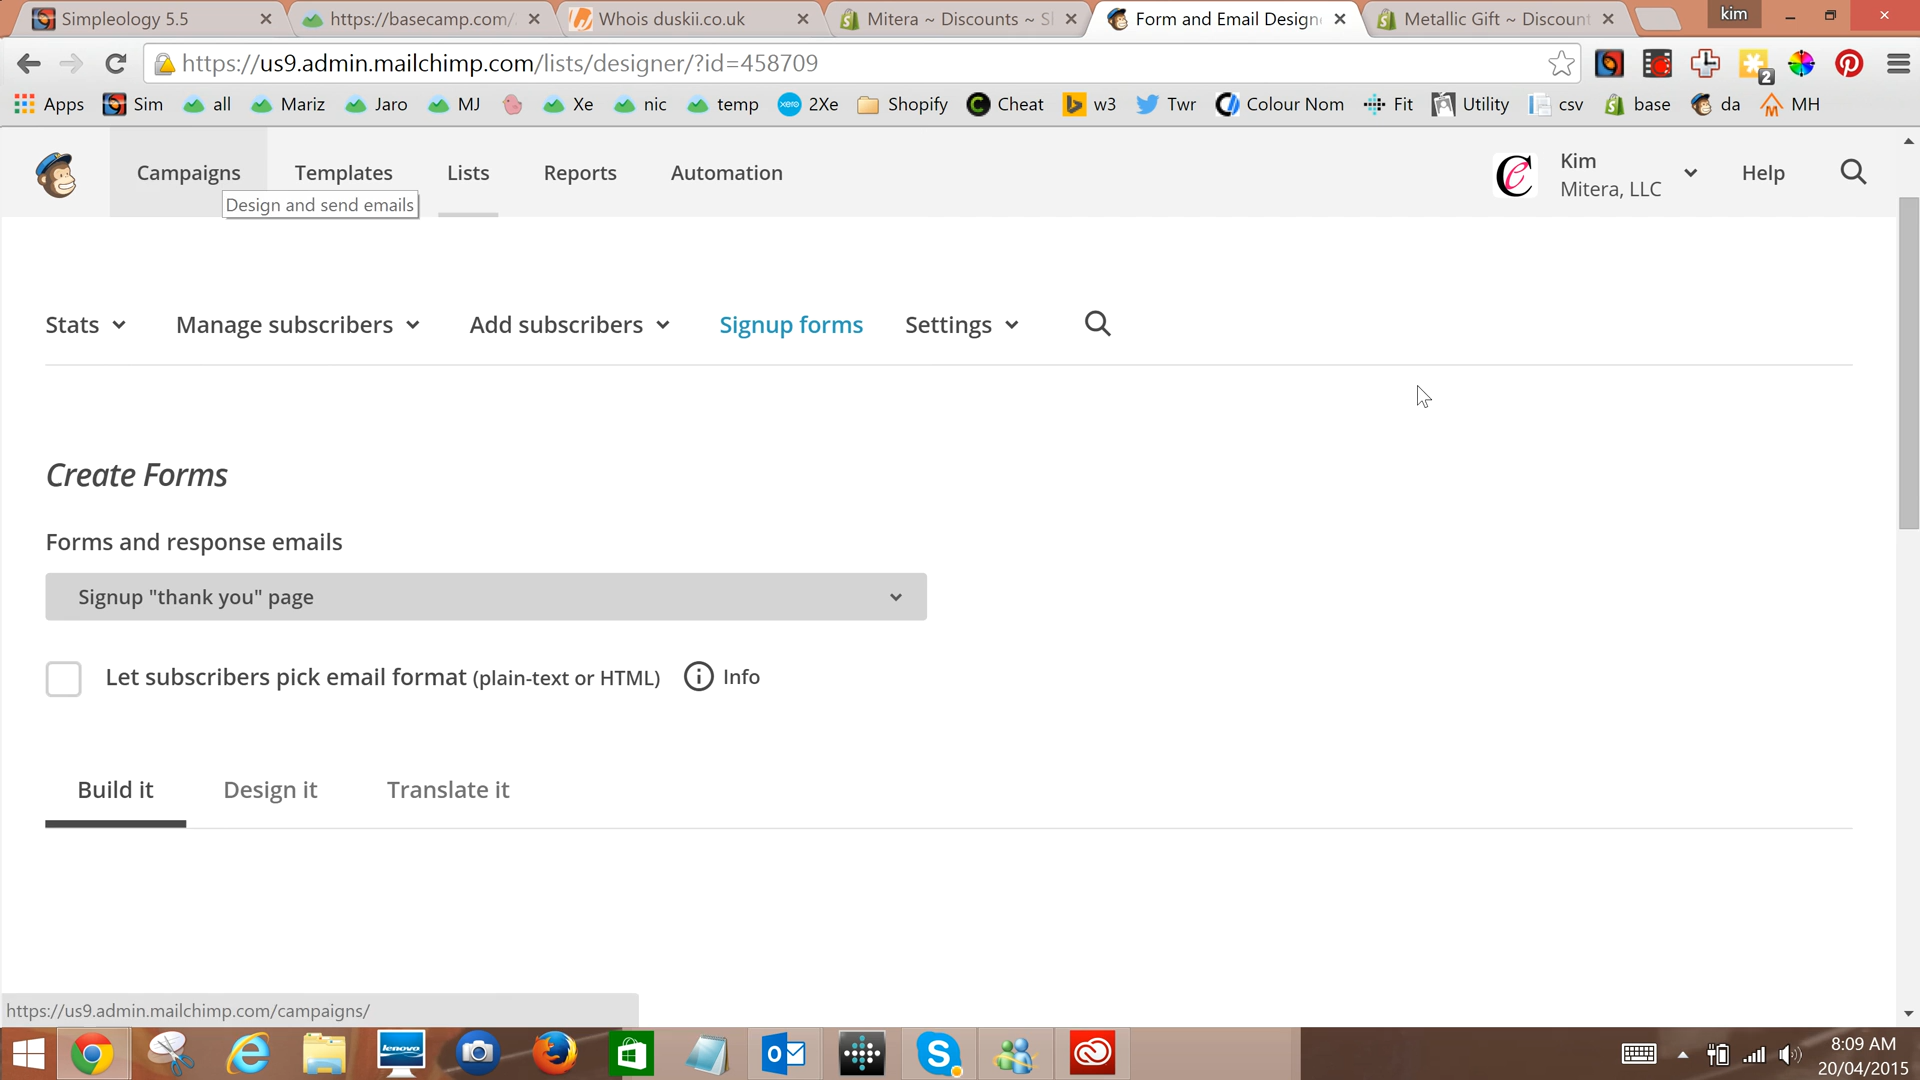 Simpleology 5.5
https://basecamp.com/
Whois duskii.co.uk
Mitera ~ Discounts ~ S
Form and Email Design
Metallic Gift ~ Discount
kim
https://us9.admin.mailchimp.com/lists/designer/?id=458709
2
Apps
Sim
all
Mariz
Jaro
MJ
Xe
nic
temp
xero
2Xe
Shopify
Cheat
w3
Twr
Colour Nom
Fit
Utility
csv
base
da
MH
Campaigns
Templates
Lists
Reports
Automation
Kim
Mitera, LLC
Help
Design and send emails
Stats
Manage subscribers
Add subscribers
Signup forms
Settings
Create Forms
Forms and response emails
Signup "thank you" page
Let subscribers pick email format (plain-text or HTML)
Info
Build it
Design it
Translate it
https://us9.admin.mailchimp.com/campaigns/
lenovo
8:09 AM
20/04/2015